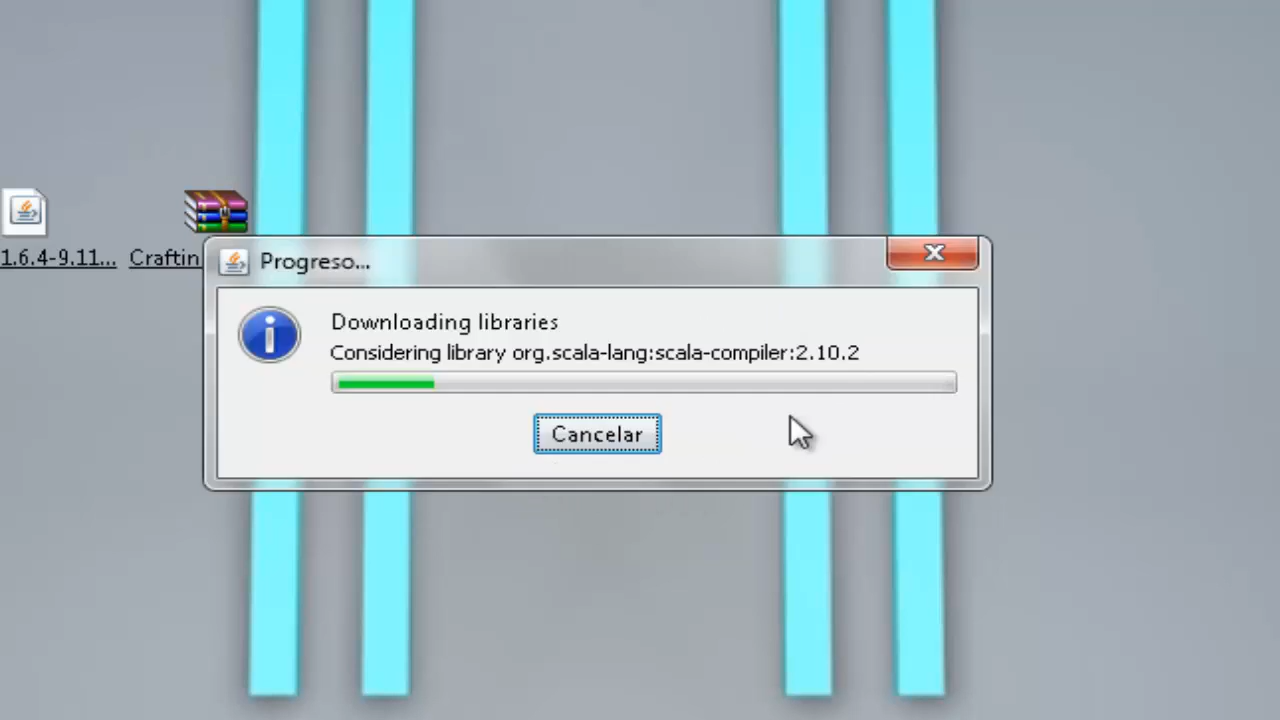 1.6.4-9.11...
Craftin
Progreso...
Downloading libraries
Considering library org.scala-lang:scala-compiler:2.10.2
Cancelar